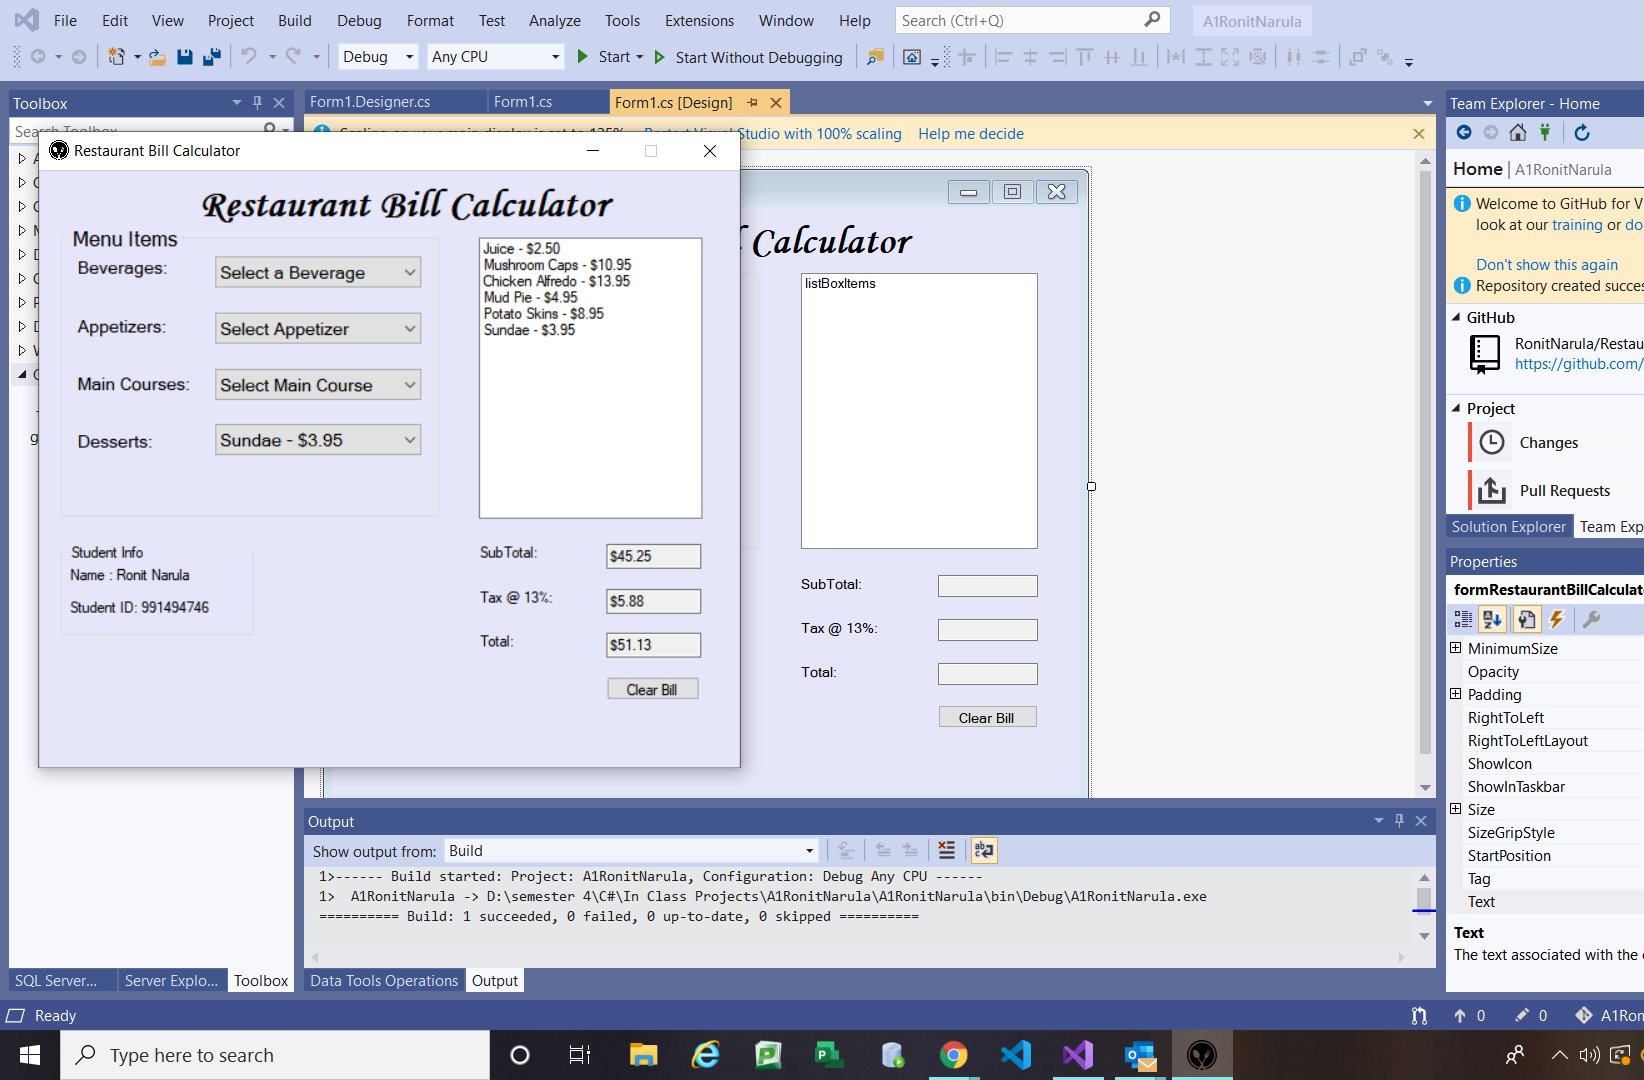 File Edit View Project Build Debug Format Test Analyze Tools Extensions Window Help Search (Ctrl+Q) A1RonitNarula
Debug Any CPU Start Start Without Debugging
Toolbox
Form1.Designer.cs Form1.cs Form1.cs [Design]
Team Explorer - Home
Studio with 100% scaling Help me decide
Restaurant Bill Calculator
Restaurant Bill Calculator
Menu Items
Beverages: Select a Beverage
Appetizers: Select Appetizer
Main Courses: Select Main Course
Desserts: Sundae - $3.95
Juice - $2.50
Mushroom Caps - $10.95
Chicken Alfredo - $13.95
Mud Pie - $4.95
Potato Skins - $8.95
Sundae - $3.95
Student Info
Name : Ronit Narula
Student ID: 991494746
SubTotal: $45.25
Tax @ 13%: $5.88
Total: $51.13
Clear Bill
Calculator
listBoxItems
SubTotal:
Tax @ 13%:
Total:
Clear Bill
Home | A1RonitNarula
Welcome to GitHub for V
look at our training or do
Don't show this again
Repository created succes
GitHub
RonitNarula/Restau
https://github.com/
Project
Changes
Pull Requests
Solution Explorer Team Exp
Properties
formRestaurantBillCalculat
MinimumSize
Opacity
Padding
RightToLeft
RightToLeftLayout
ShowIcon
ShowInTaskbar
Size
SizeGripStyle
StartPosition
Tag
Text
Text
The text associated with the
Output
Show output from: Build
1>------ Build started: Project: A1RonitNarula, Configuration: Debug Any CPU ------
1> A1RonitNarula -> D:\semester 4\C#\In Class Projects\A1RonitNarula\A1RonitNarula\bin\Debug\A1RonitNarula.exe
========== Build: 1 succeeded, 0 failed, 0 up-to-date, 0 skipped ==========
SQL Server... Server Explo... Toolbox Data Tools Operations Output
Ready 0 0 A1Ron
Type here to search